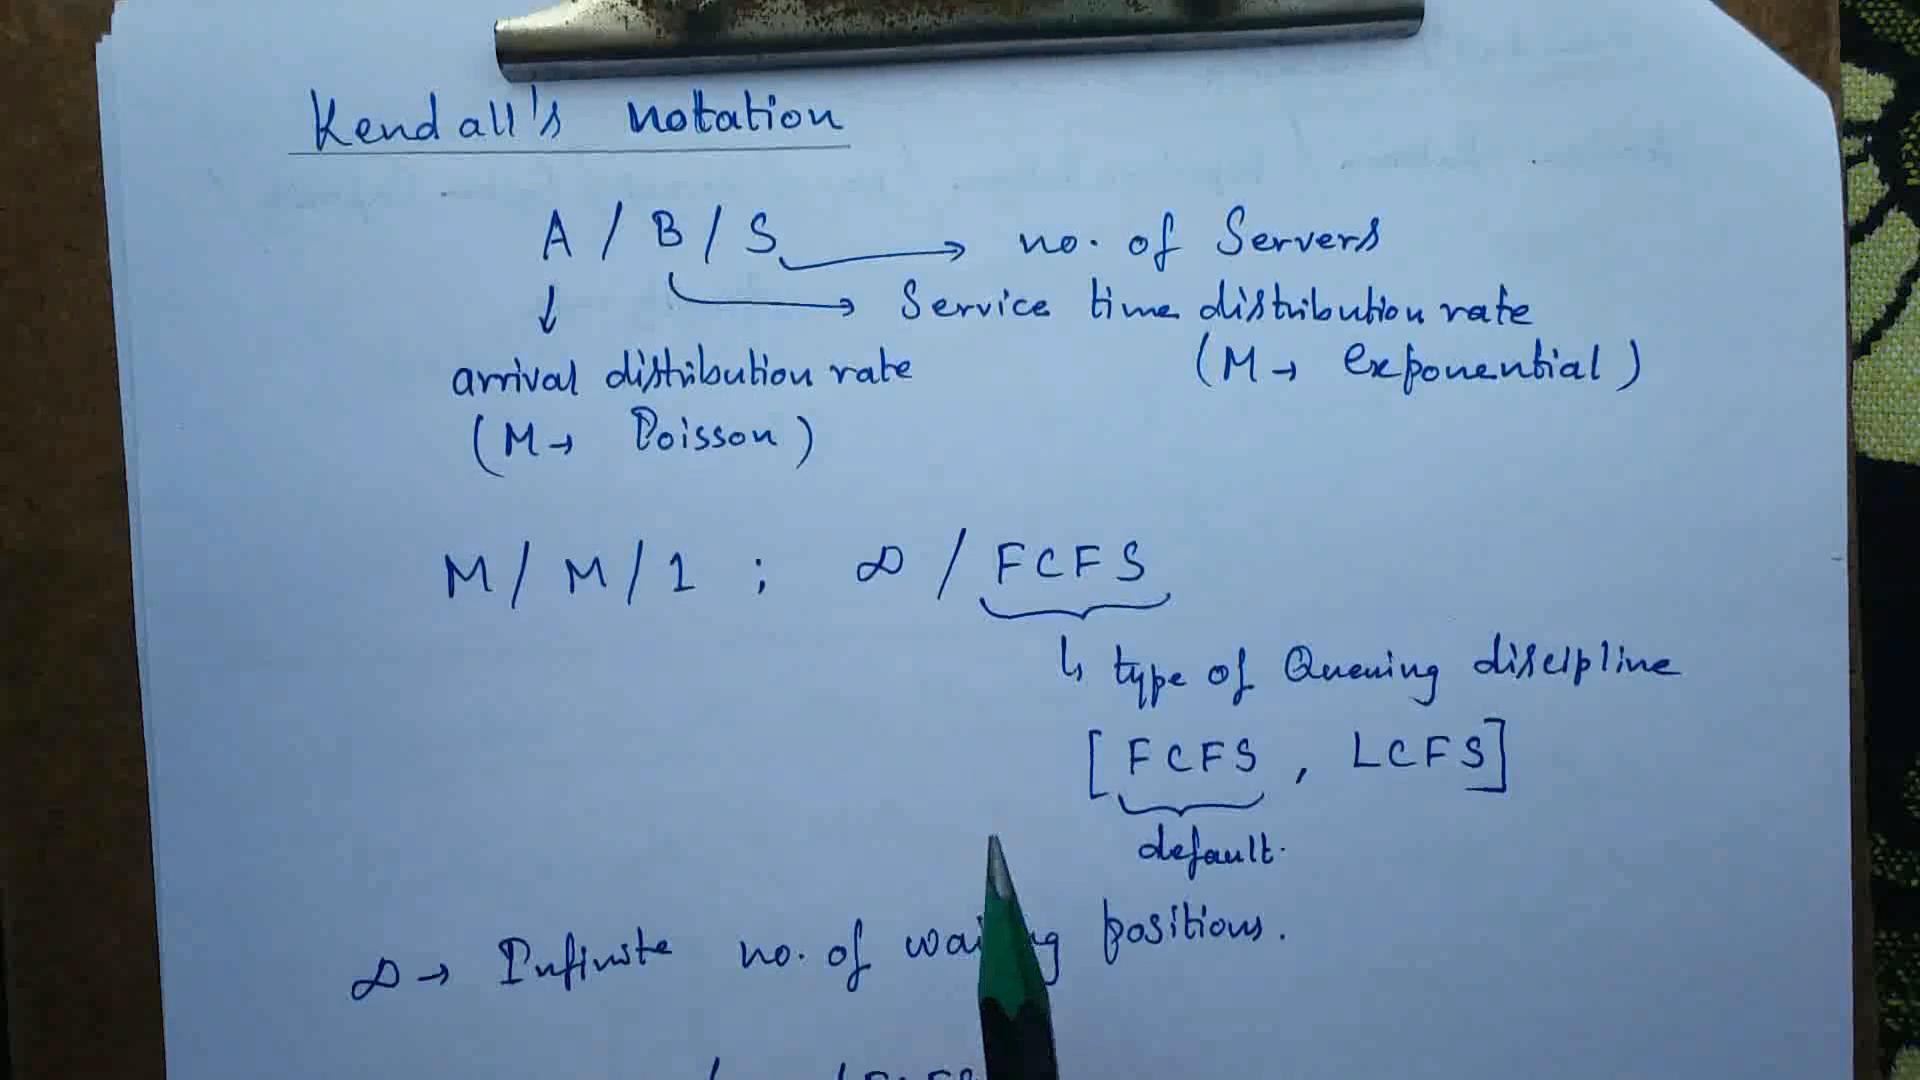 Kendall's notation
A / B / S → no. of Servers
↓ → Service time distribution rate
arrival distribution rate (M → exponential)
(M → Poisson)
M / M / 1 ; ∞ / FCFS
↳ type of Queuing discipline
[FCFS , LCFS]
default.
∞ → Infinite no. of positions.